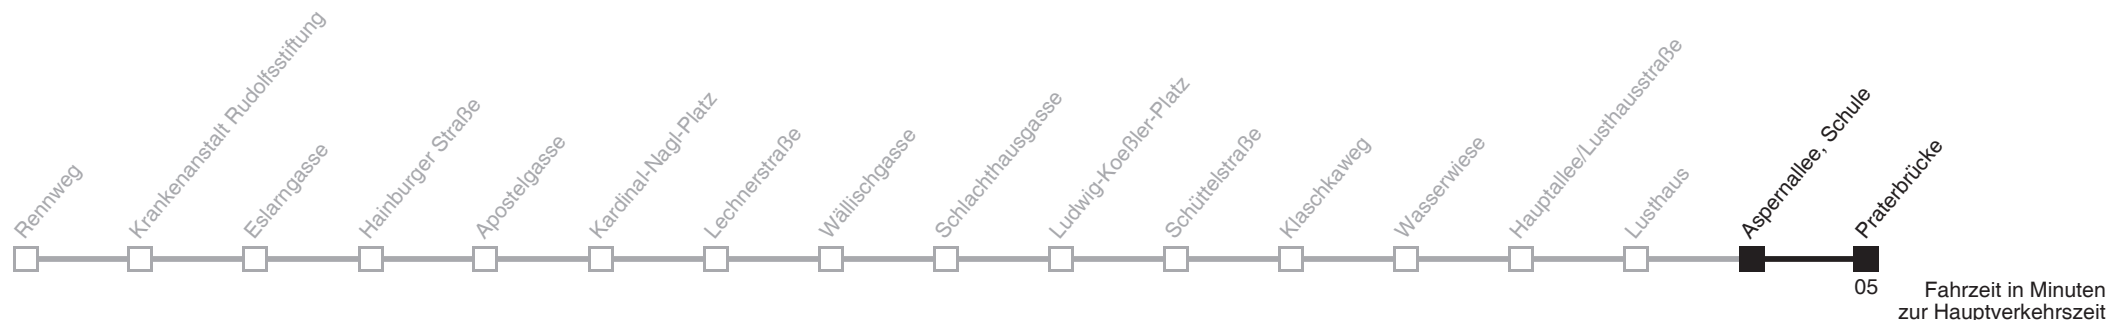 Rennweg
Krankenanstalt Rudolfsstiftung
Eslarngasse
Hainburger Straße
Apostelgasse
Kardinal-Nagl-Platz
Lechnerstraße
Wällischgasse
Schlachthausgasse
Ludwig-Koeßler-Platz
Schüttelstraße
Klaschkaweg
Wasserwiese
Hauptallee/Lusthausstraße
Lusthaus
Aspernallee, Schule
Praterbrücke
05
Fahrzeit in Minuten
zur Hauptverkehrszeit